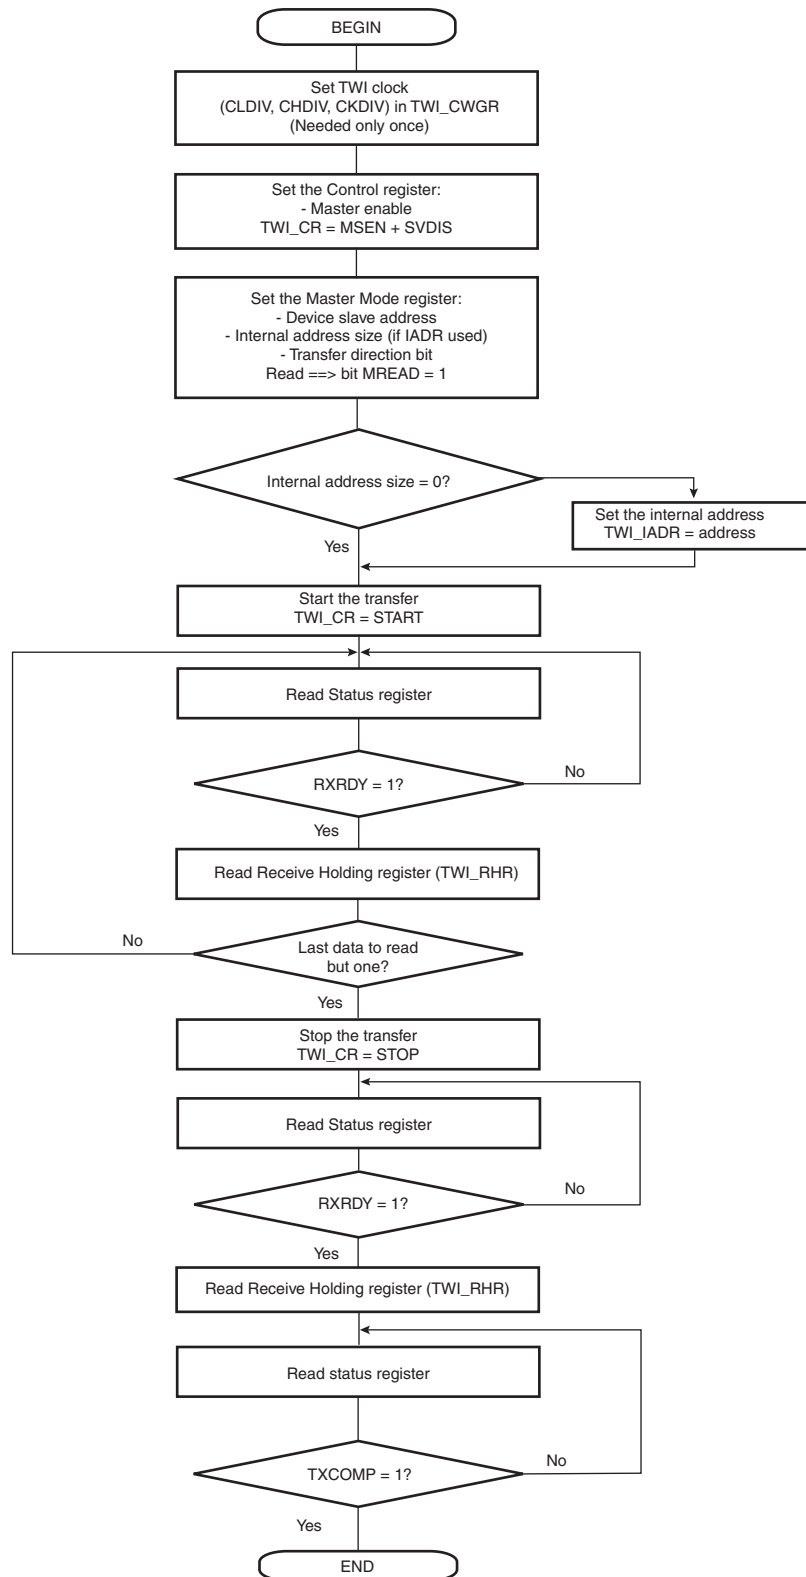 BEGIN
Set TWI clock
(CLDIV, CHDIV, CKDIV) in TWI_CWGR
(Needed only once)
Set the Control register:
- Master enable
TWI_CR = MSEN + SVDIS
Set the Master Mode register:
- Device slave address
- Internal address size (if IADR used)
- Transfer direction bit
Read ==> bit MREAD = 1
Internal address size = 0?
Set the internal address
TWI_IADR = address
Yes
Start the transfer
TWI_CR = START
Read Status register
RXRDY = 1?
No
Yes
Read Receive Holding register (TWI_RHR)
No
Last data to read
but one?
Yes
Stop the transfer
TWI_CR = STOP
Read Status register
RXRDY = 1?
No
Yes
Read Receive Holding register (TWI_RHR)
Read status register
TXCOMP = 1?
No
Yes
END